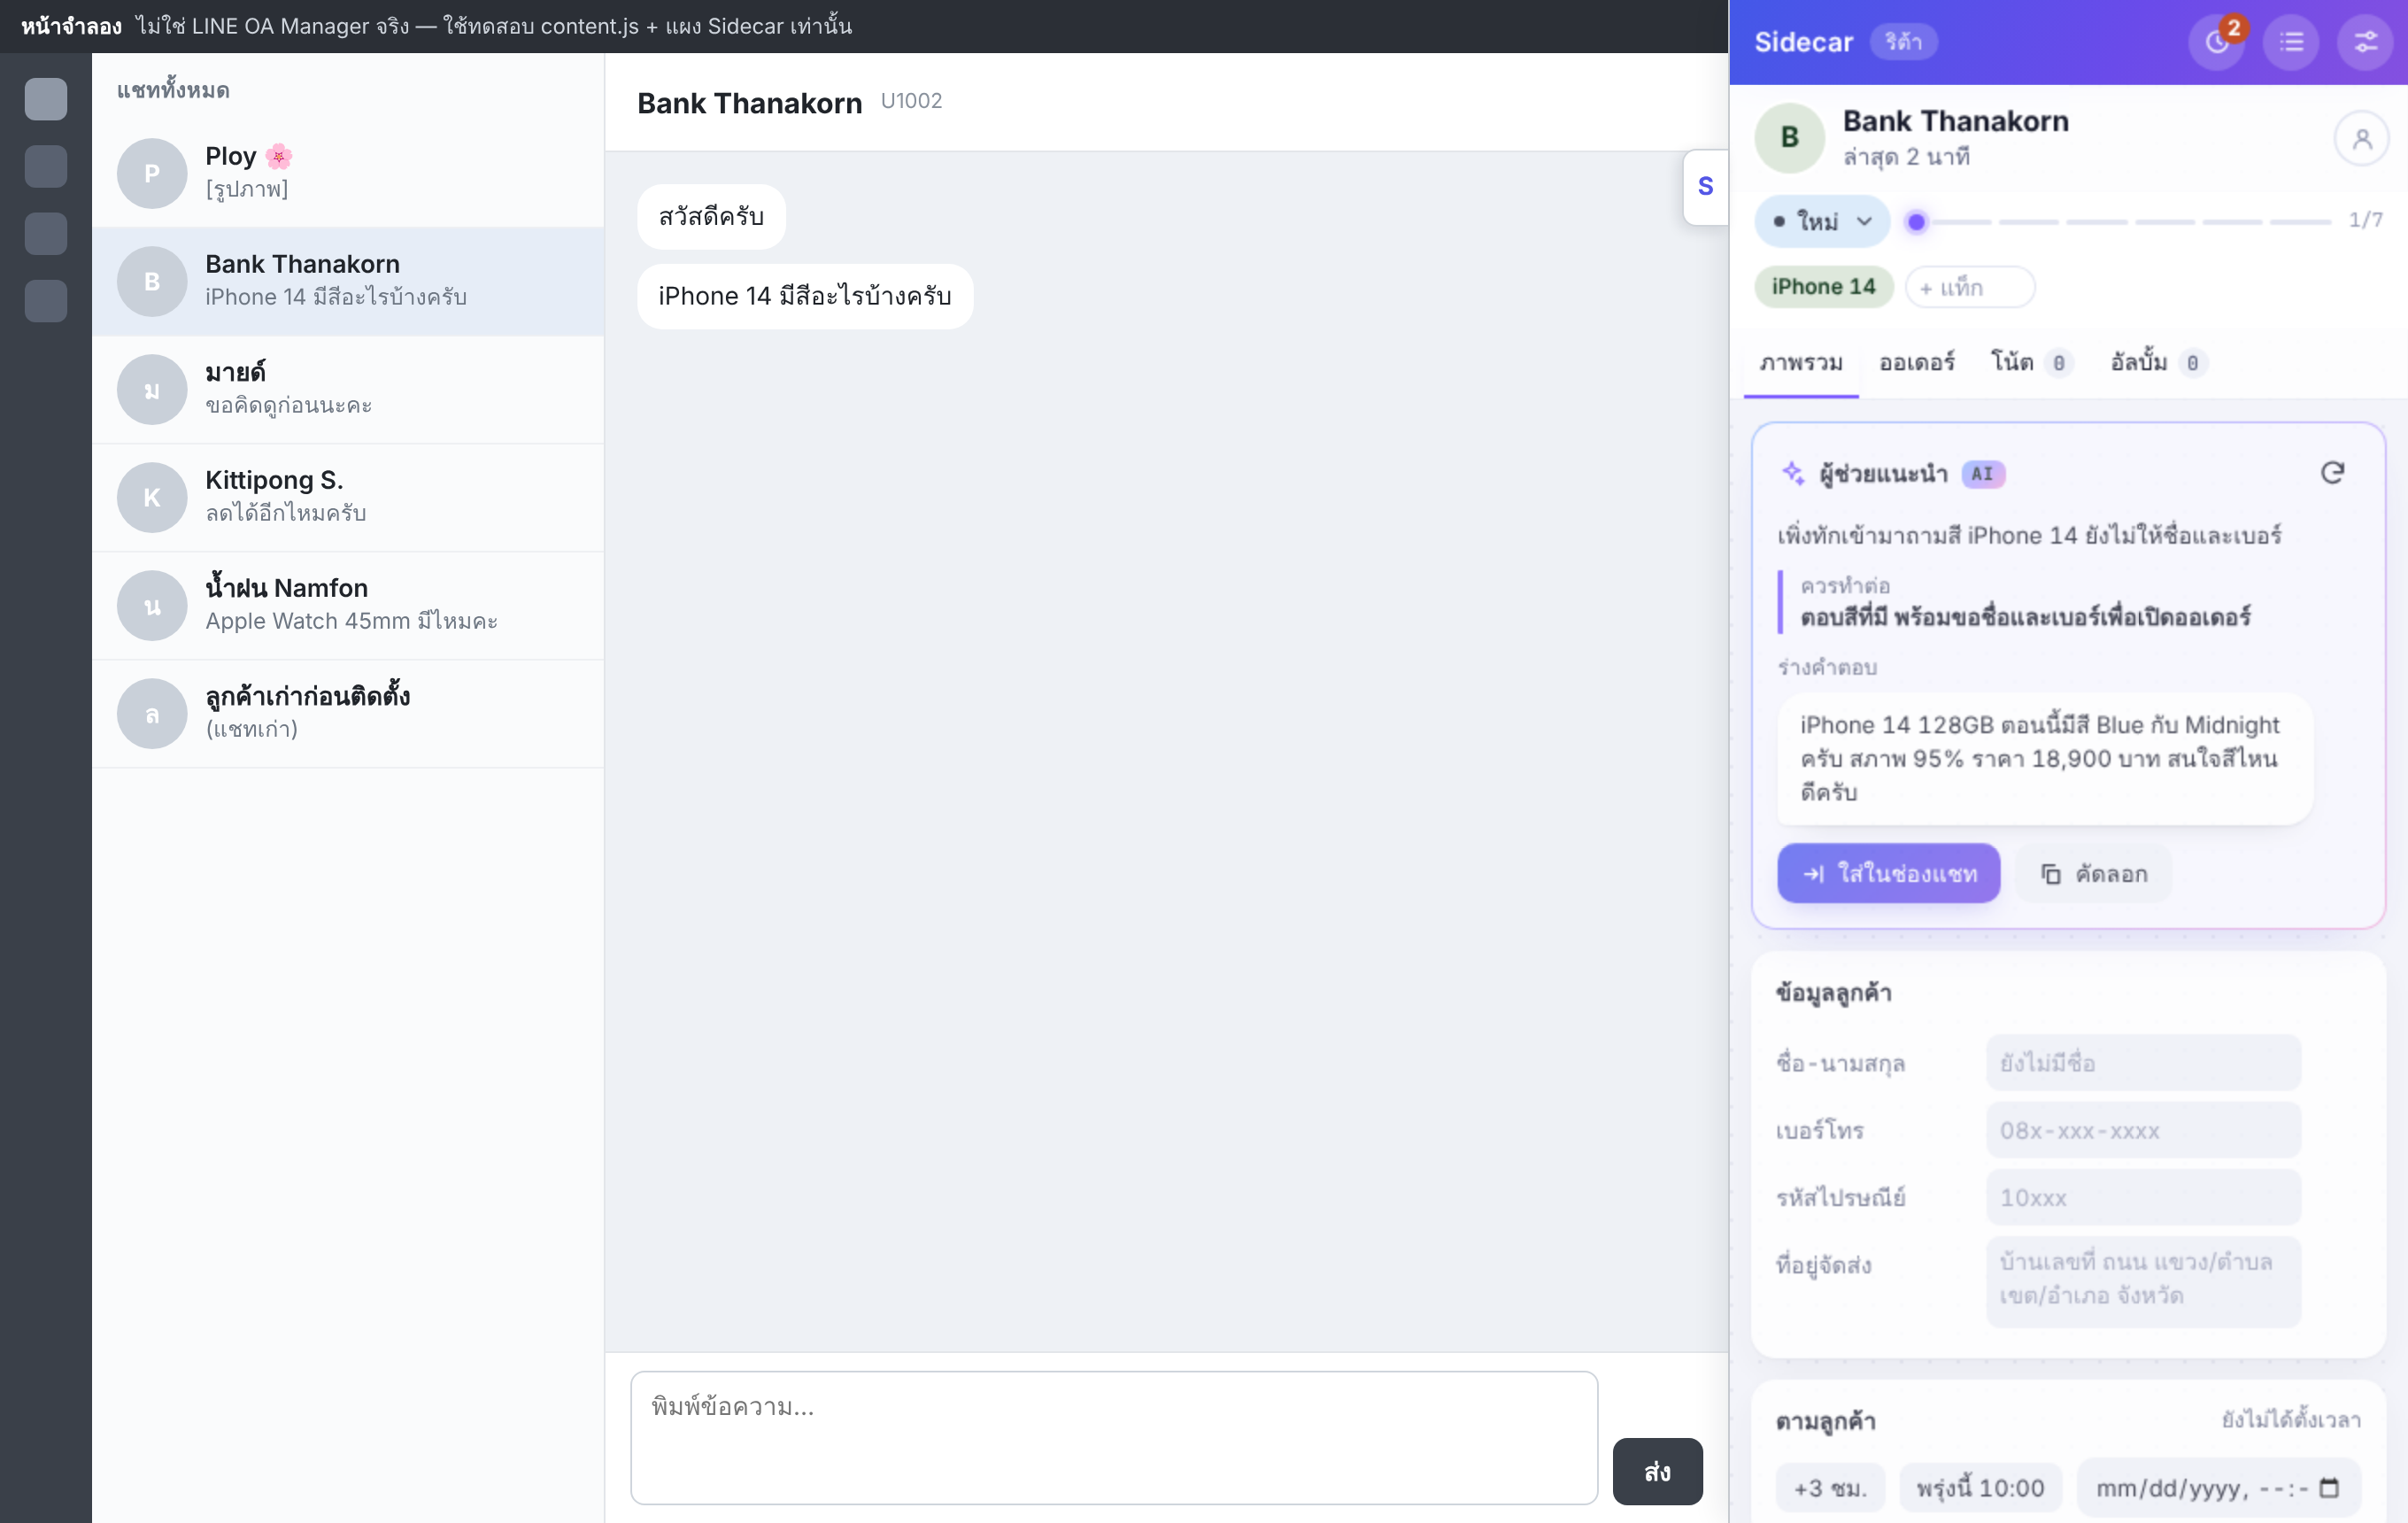 หน้าจำลอง ไม่ใช่ LINE OA Manager จริง — ใช้ทดสอบ content.js + แผง Sidecar เท่านั้น
แชททั้งหมด
P
Ploy 🌸
[รูปภาพ]
B
Bank Thanakorn
iPhone 14 มีสีอะไรบ้างครับ
ม
มายด์
ขอคิดดูก่อนนะคะ
K
Kittipong S.
ลดได้อีกไหมครับ
น
น้ำฝน Namfon
Apple Watch 45mm มีไหมคะ
ล
ลูกค้าเก่าก่อนติดตั้ง
(แชทเก่า)
Bank Thanakorn U1002
สวัสดีครับ
iPhone 14 มีสีอะไรบ้างครับ
S
พิมพ์ข้อความ...
ส่ง
Sidecar ริต้า 2
B
Bank Thanakorn
ล่าสุด 2 นาที
ใหม่ 1/7
iPhone 14 + แท็ก
ภาพรวม ออเดอร์ โน้ต 0 อัลบั้ม 0
ผู้ช่วยแนะนำ AI
เพิ่งทักเข้ามาถามสี iPhone 14 ยังไม่ให้ชื่อและเบอร์
ควรทำต่อ
ตอบสีที่มี พร้อมขอชื่อและเบอร์เพื่อเปิดออเดอร์
ร่างคำตอบ
iPhone 14 128GB ตอนนี้มีสี Blue กับ Midnight
ครับ สภาพ 95% ราคา 18,900 บาท สนใจสีไหน
ดีครับ
ใส่ในช่องแชท คัดลอก
ข้อมูลลูกค้า
ชื่อ-นามสกุล ยังไม่มีชื่อ
เบอร์โทร 08x-xxx-xxxx
รหัสไปรษณีย์ 10xxx
ที่อยู่จัดส่ง บ้านเลขที่ ถนน แขวง/ตำบล
เขต/อำเภอ จังหวัด
ตามลูกค้า ยังไม่ได้ตั้งเวลา
+3 ชม. พรุ่งนี้ 10:00 mm/dd/yyyy, --:-